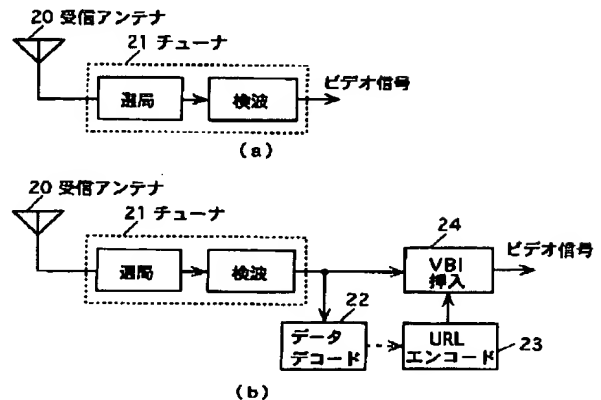 20 受信アンテナ
21 チューナ
選局
検波
ビデオ信号
(a)
20 受信アンテナ
21 チューナ
選局
検波
24
VBI
挿入
ビデオ信号
22
データ
デコード
URL
エンコード
23
(b)